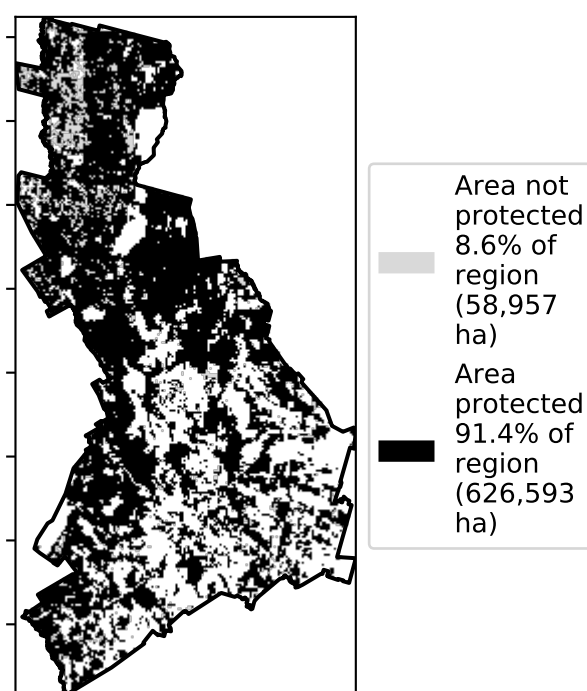 Area not
protected
8.6% of
region
(58,957
ha)
Area
protected
91.4% of
region
(626,593
ha)